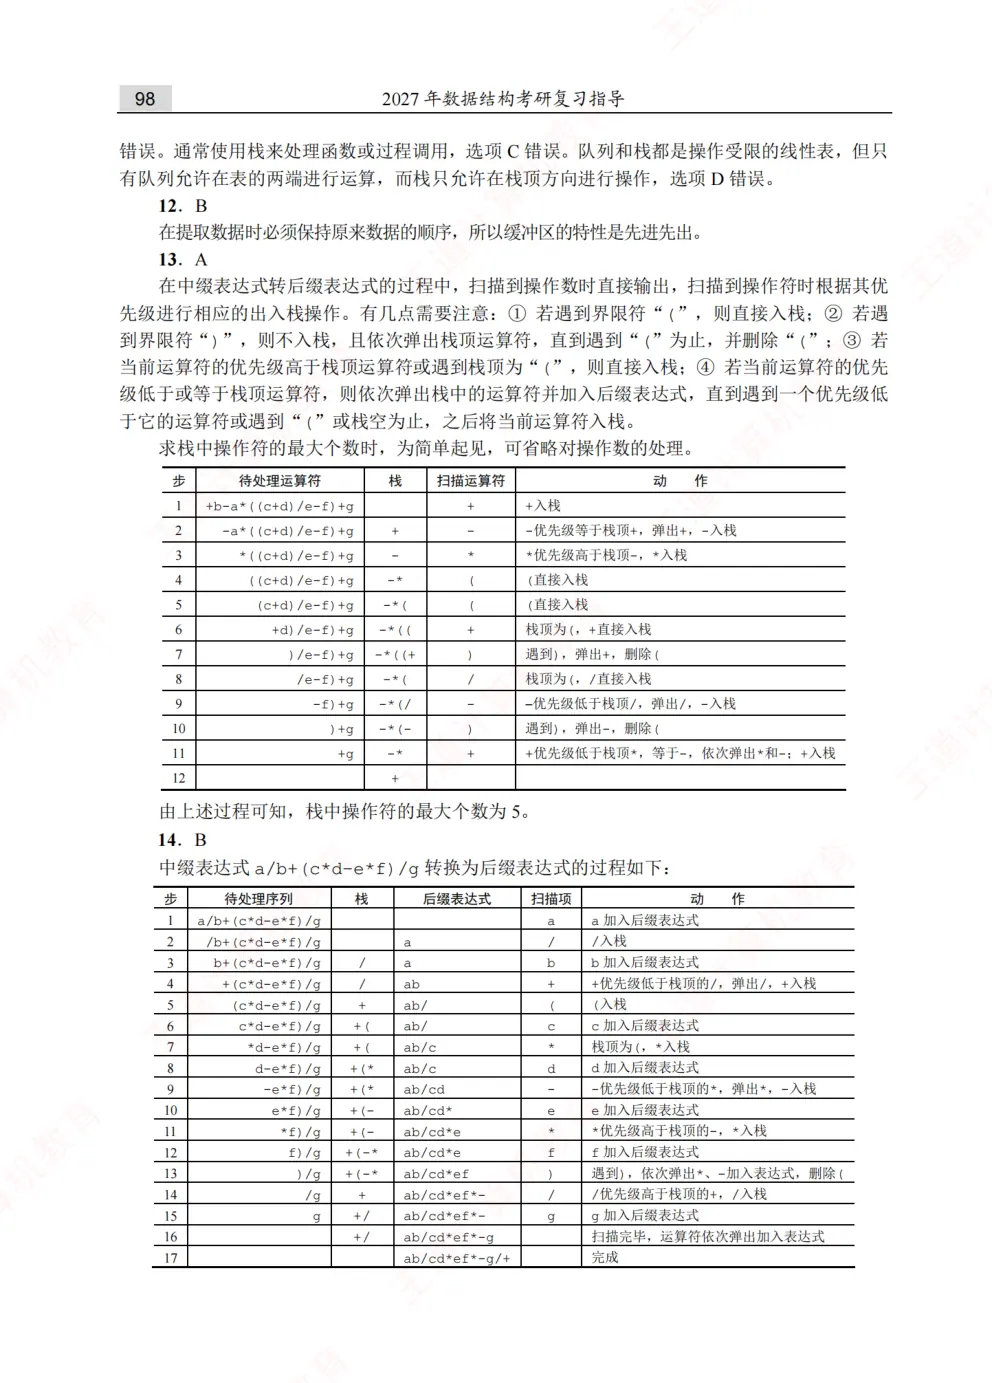 98
2027 年数据结构考研复习指导
错误。通常使用栈来处理函数或过程调用，选项 C 错误。队列和栈都是操作受限的线性表，但只
有队列允许在表的两端进行运算，而栈只允许在栈顶方向进行操作，选项 D 错误。
12．B
在提取数据时必须保持原来数据的顺序，所以缓冲区的特性是先进先出。
13．A
在中缀表达式转后缀表达式的过程中，扫描到操作数时直接输出，扫描到操作符时根据其优
先级进行相应的出入栈操作。有几点需要注意：① 若遇到界限符“(”，则直接入栈；② 若遇
到界限符“)”，则不入栈，且依次弹出栈顶运算符，直到遇到“(”为止，并删除“(”；③ 若
当前运算符的优先级高于栈顶运算符或遇到栈顶为“(”，则直接入栈；④ 若当前运算符的优先
级低于或等于栈顶运算符，则依次弹出栈中的运算符并加入后缀表达式，直到遇到一个优先级低
于它的运算符或遇到“(”或栈空为止，之后将当前运算符入栈。
求栈中操作符的最大个数时，为简单起见，可省略对操作数的处理。
步 待处理运算符 栈 扫描运算符 动 作
1 +b-a*((c+d)/e-f)+g + +入栈
2 -a*((c+d)/e-f)+g + - -优先级等于栈顶+，弹出+，-入栈
3 *((c+d)/e-f)+g - * *优先级高于栈顶-，*入栈
4 ((c+d)/e-f)+g -* ( (直接入栈
5 (c+d)/e-f)+g -*( ( (直接入栈
6 +d)/e-f)+g -*(( + 栈顶为(，+直接入栈
7 )/e-f)+g -*((+ ) 遇到)，弹出+，删除(
8 /e-f)+g -*( / 栈顶为(，/直接入栈
9 -f)+g -*(/ - -优先级低于栈顶/，弹出/，-入栈
10 )+g -*(- ) 遇到)，弹出-，删除(
11 +g -* + +优先级低于栈顶*，等于-，依次弹出*和-；+入栈
12 +
由上述过程可知，栈中操作符的最大个数为 5。
14．B
中缀表达式 a/b+(c*d-e*f)/g 转换为后缀表达式的过程如下：
步 待处理序列 栈 后缀表达式 扫描项 动 作
1 a/b+(c*d-e*f)/g a a 加入后缀表达式
2 /b+(c*d-e*f)/g a / /入栈
3 b+(c*d-e*f)/g / a b b 加入后缀表达式
4 +(c*d-e*f)/g / ab + +优先级低于栈顶的/，弹出/，+入栈
5 (c*d-e*f)/g + ab/ ( (入栈
6 c*d-e*f)/g +( ab/ c c 加入后缀表达式
7 *d-e*f)/g +( ab/c * 栈顶为(，*入栈
8 d-e*f)/g +(* ab/c d d 加入后缀表达式
9 -e*f)/g +(* ab/cd - -优先级低于栈顶的*，弹出*，-入栈
10 e*f)/g +(- ab/cd* e e 加入后缀表达式
11 *f)/g +(- ab/cd*e * *优先级高于栈顶的-，*入栈
12 f)/g +(-* ab/cd*e f f 加入后缀表达式
13 )/g +(-* ab/cd*ef ) 遇到)，依次弹出*、-加入表达式，删除(
14 /g + ab/cd*ef*- / /优先级高于栈顶的+，/入栈
15 g +/ ab/cd*ef*- g g 加入后缀表达式
16 +/ ab/cd*ef*-g 扫描完毕，运算符依次弹出加入表达式
17 ab/cd*ef*-g/+ 完成